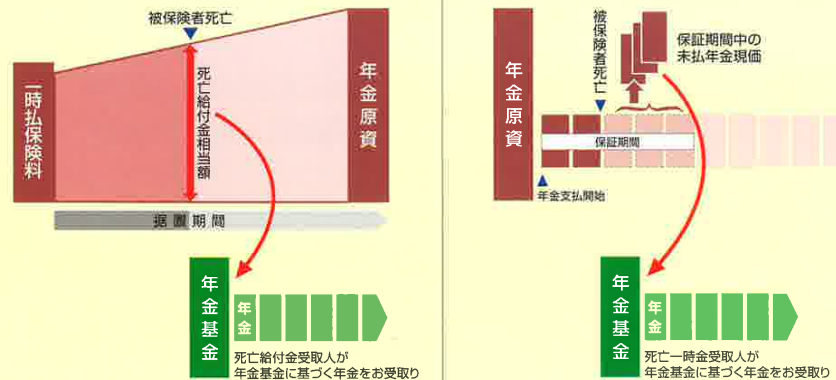 被保険者死亡
一時払保険料
死亡給付金相当額
年金原資
据置期間
年金基金
年金
死亡給付金受取人が
年金基金に基づく年金をお受取り
年金原資
被保険者死亡
保証期間中の
未払年金現価
保証期間
年金支払開始
年金基金
年金
死亡一時金受取人が
年金基金に基づく年金をお受取り